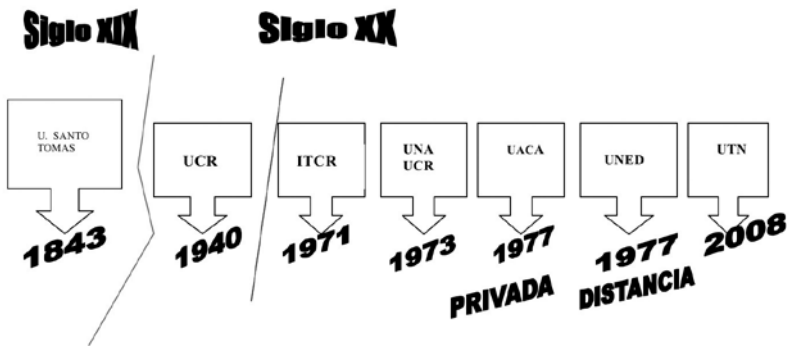 Siglo XIX
SIglo XX
U. SANTO
TOMAS
UCR
ITCR
UNA
UCR
UACA
UNED
UTN
1843
1940
1971
1973
1977
1977
2008
PRIVADA
DISTANCIA